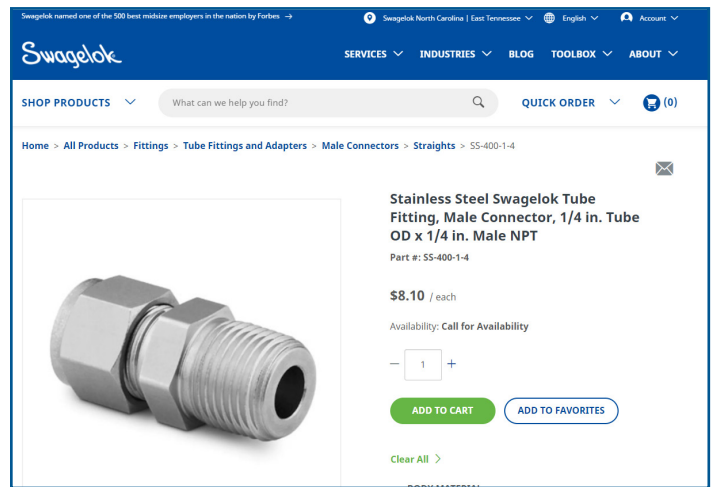 Swagelok named one of the 500 best midsize employers in the nation by Forbes →
Swagelok North Carolina | East Tennessee
English
Account
Swagelok
SERVICES
INDUSTRIES
BLOG
TOOLBOX
ABOUT
SHOP PRODUCTS
What can we help you find?
QUICK ORDER
(0)
Home > All Products > Fittings > Tube Fittings and Adapters > Male Connectors > Straights > SS-400-1-4
Stainless Steel Swagelok Tube
Fitting, Male Connector, 1/4 in. Tube
OD x 1/4 in. Male NPT
Part #: SS-400-1-4
$8.10 / each
Availability: Call for Availability
— 1 +
ADD TO CART
ADD TO FAVORITES
Clear All >
BODY MATERIAL